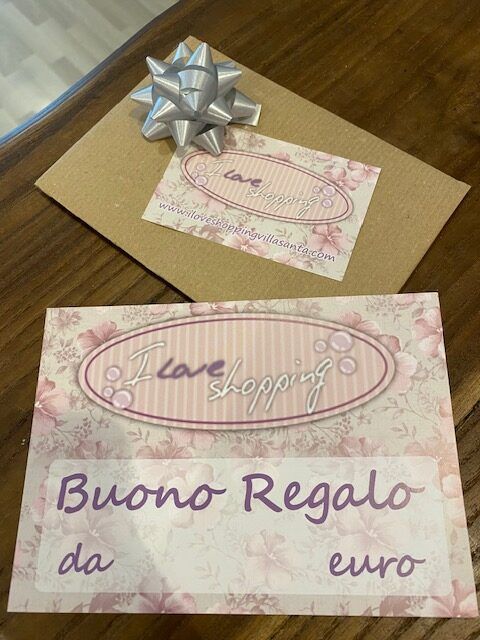 I love
shopping
www.iloveshoppingvillasanta.com
I love
shopping
Buono Regalo
da euro